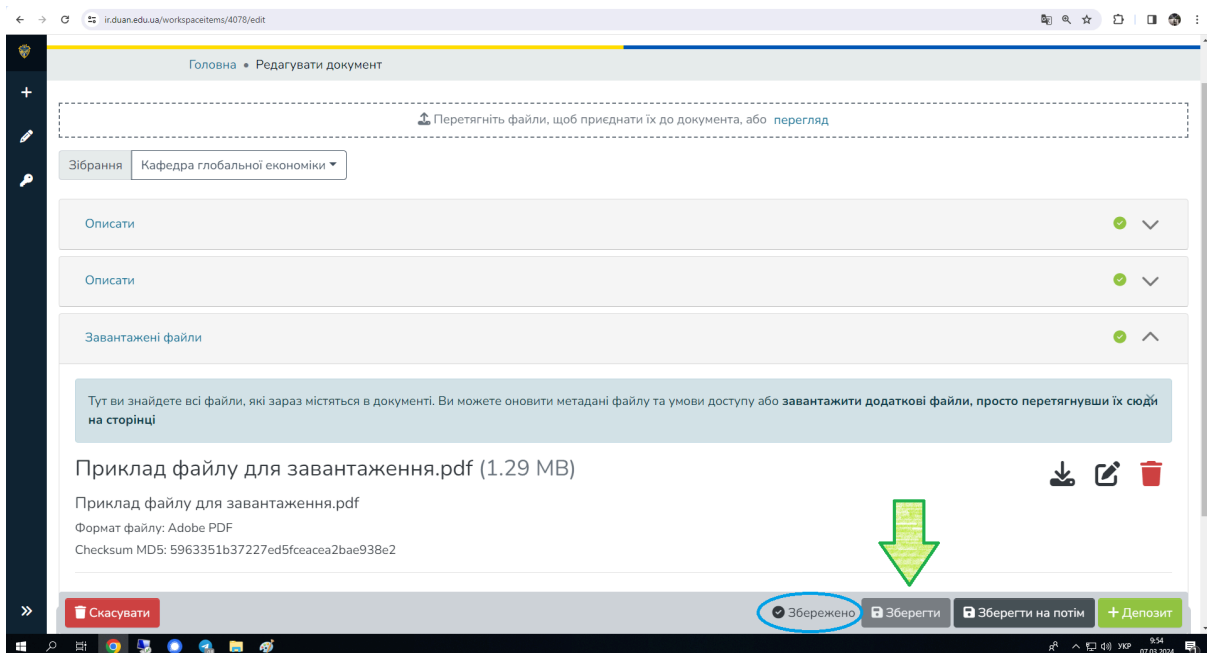 ir.duan.edu.ua/workspaceitems/4078/edit
Головна • Редагувати документ
Перетягніть файли, щоб приєднати їх до документа, або перегляд
Зібрання Кафедра глобальної економіки
Описати
Описати
Завантажені файли
Тут ви знайдете всі файли, які зараз містяться в документі. Ви можете оновити метадані файлу та умови доступу або завантажити додаткові файли, просто перетягнувши їх сюди
на сторінці
Приклад файлу для завантаження.pdf (1.29 MB)
Приклад файлу для завантаження.pdf
Формат файлу: Adobe PDF
Checksum MD5: 5963351b37227ed5fceacea2bae938e2
Скасувати Збережено Зберегти Зберегти на потім + Депозит
УКР 9:54
07.03.2024